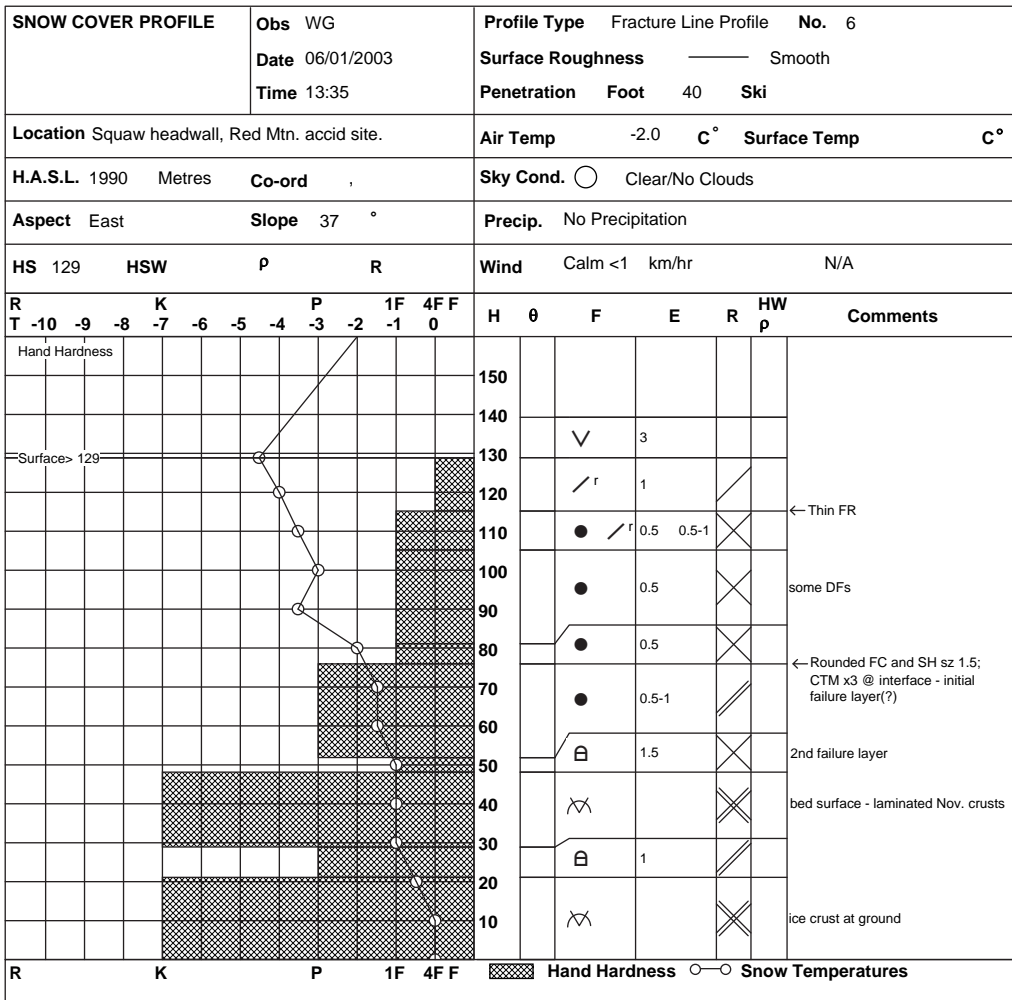 SNOW COVER PROFILE
Obs WG
Date 06/01/2003
Time 13:35
Profile Type Fracture Line Profile No. 6
Surface Roughness Smooth
Penetration Foot 40 Ski
Location Squaw headwall, Red Mtn. accid site.
Air Temp -2.0 C° Surface Temp C°
H.A.S.L. 1990 Metres Co-ord ,
Sky Cond. Clear/No Clouds
Aspect East Slope 37 °
Precip. No Precipitation
HS 129 HSW ρ R
Wind Calm <1 km/hr N/A
R K P 1F 4F F
T -10 -9 -8 -7 -6 -5 -4 -3 -2 -1 0
H θ F E R HW ρ Comments
Hand Hardness
150
140
3
130
Surface> 129
r 1
120
← Thin FR
110
r 0.5 0.5-1
100
0.5 some DFs
90
80
0.5
← Rounded FC and SH sz 1.5;
CTM x3 @ interface - initial
failure layer(?)
70
0.5-1
60
1.5 2nd failure layer
50
40
bed surface - laminated Nov. crusts
30
1
20
10
ice crust at ground
R K P 1F 4F F
Hand Hardness Snow Temperatures